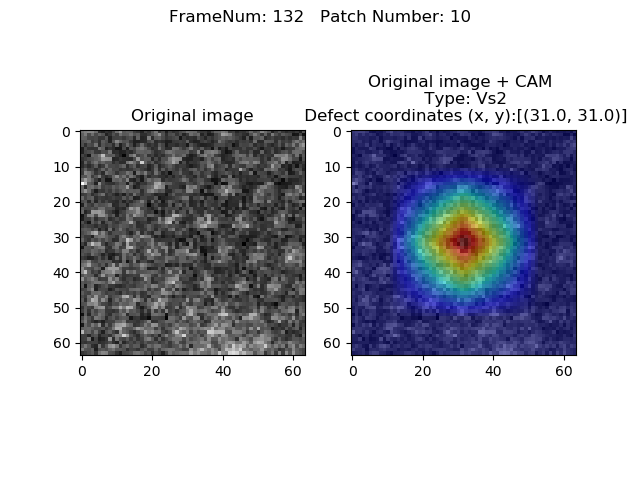 FrameNum: 132   Patch Number: 10
Original image
Original image + CAM
Type: Vs2
Defect coordinates (x, y):[(31.0, 31.0)]
0
10
20
30
40
50
60
0 20 40 60
0
10
20
30
40
50
60
0 20 40 60